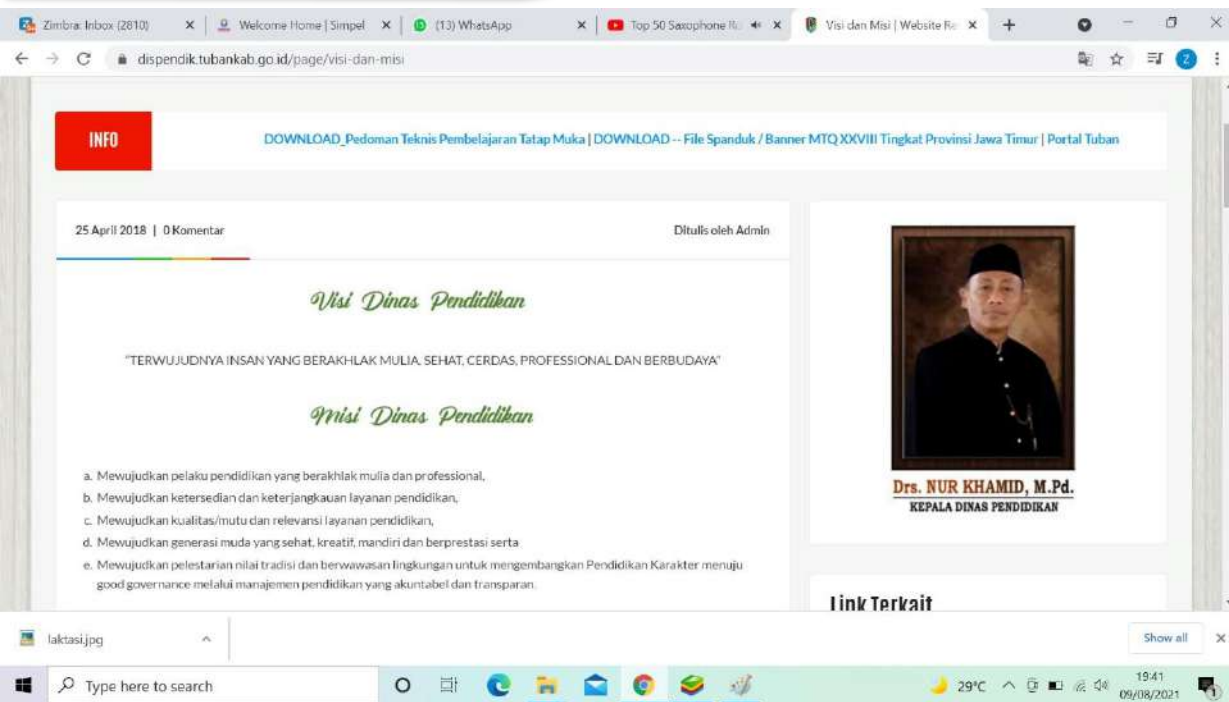 Zimbra: Inbox (2810)
Welcome Home | Simpel
(13) WhatsApp
Top 50 Saxophone
Visi dan Misi | Website Re
dispendik.tubankab.go.id/page/visi-dan-misi
Z
INFO
DOWNLOAD_Pedoman Teknis Pembelajaran Tatap Muka | DOWNLOAD -- File Spanduk / Banner MTQ XXVIII Tingkat Provinsi Jawa Timur | Portal Tuban
25 April 2018 | 0 Komentar
Ditulis oleh Admin
Visi Dinas Pendidikan
"TERWUJUDNYA INSAN YANG BERAKHLAK MULIA, SEHAT, CERDAS, PROFESSIONAL DAN BERBUDAYA"
Misi Dinas Pendidikan
a. Mewujudkan pelaku pendidikan yang berakhlak mulia dan professional,
b. Mewujudkan ketersedian dan keterjangkauan layanan pendidikan,
c. Mewujudkan kualitas/mutu dan relevansi layanan pendidikan,
d. Mewujudkan generasi muda yang sehat, kreatif, mandiri dan berprestasi serta
e. Mewujudkan pelestarian nilai tradisi dan berwawasan lingkungan untuk mengembangkan Pendidikan Karakter menuju
good governance melalui manajemen pendidikan yang akuntabel dan transparan.
Drs. NUR KHAMID, M.Pd.
KEPALA DINAS PENDIDIKAN
Link Terkait
laktasi.jpg
Show all
Type here to search
29°C
19:41
09/08/2021